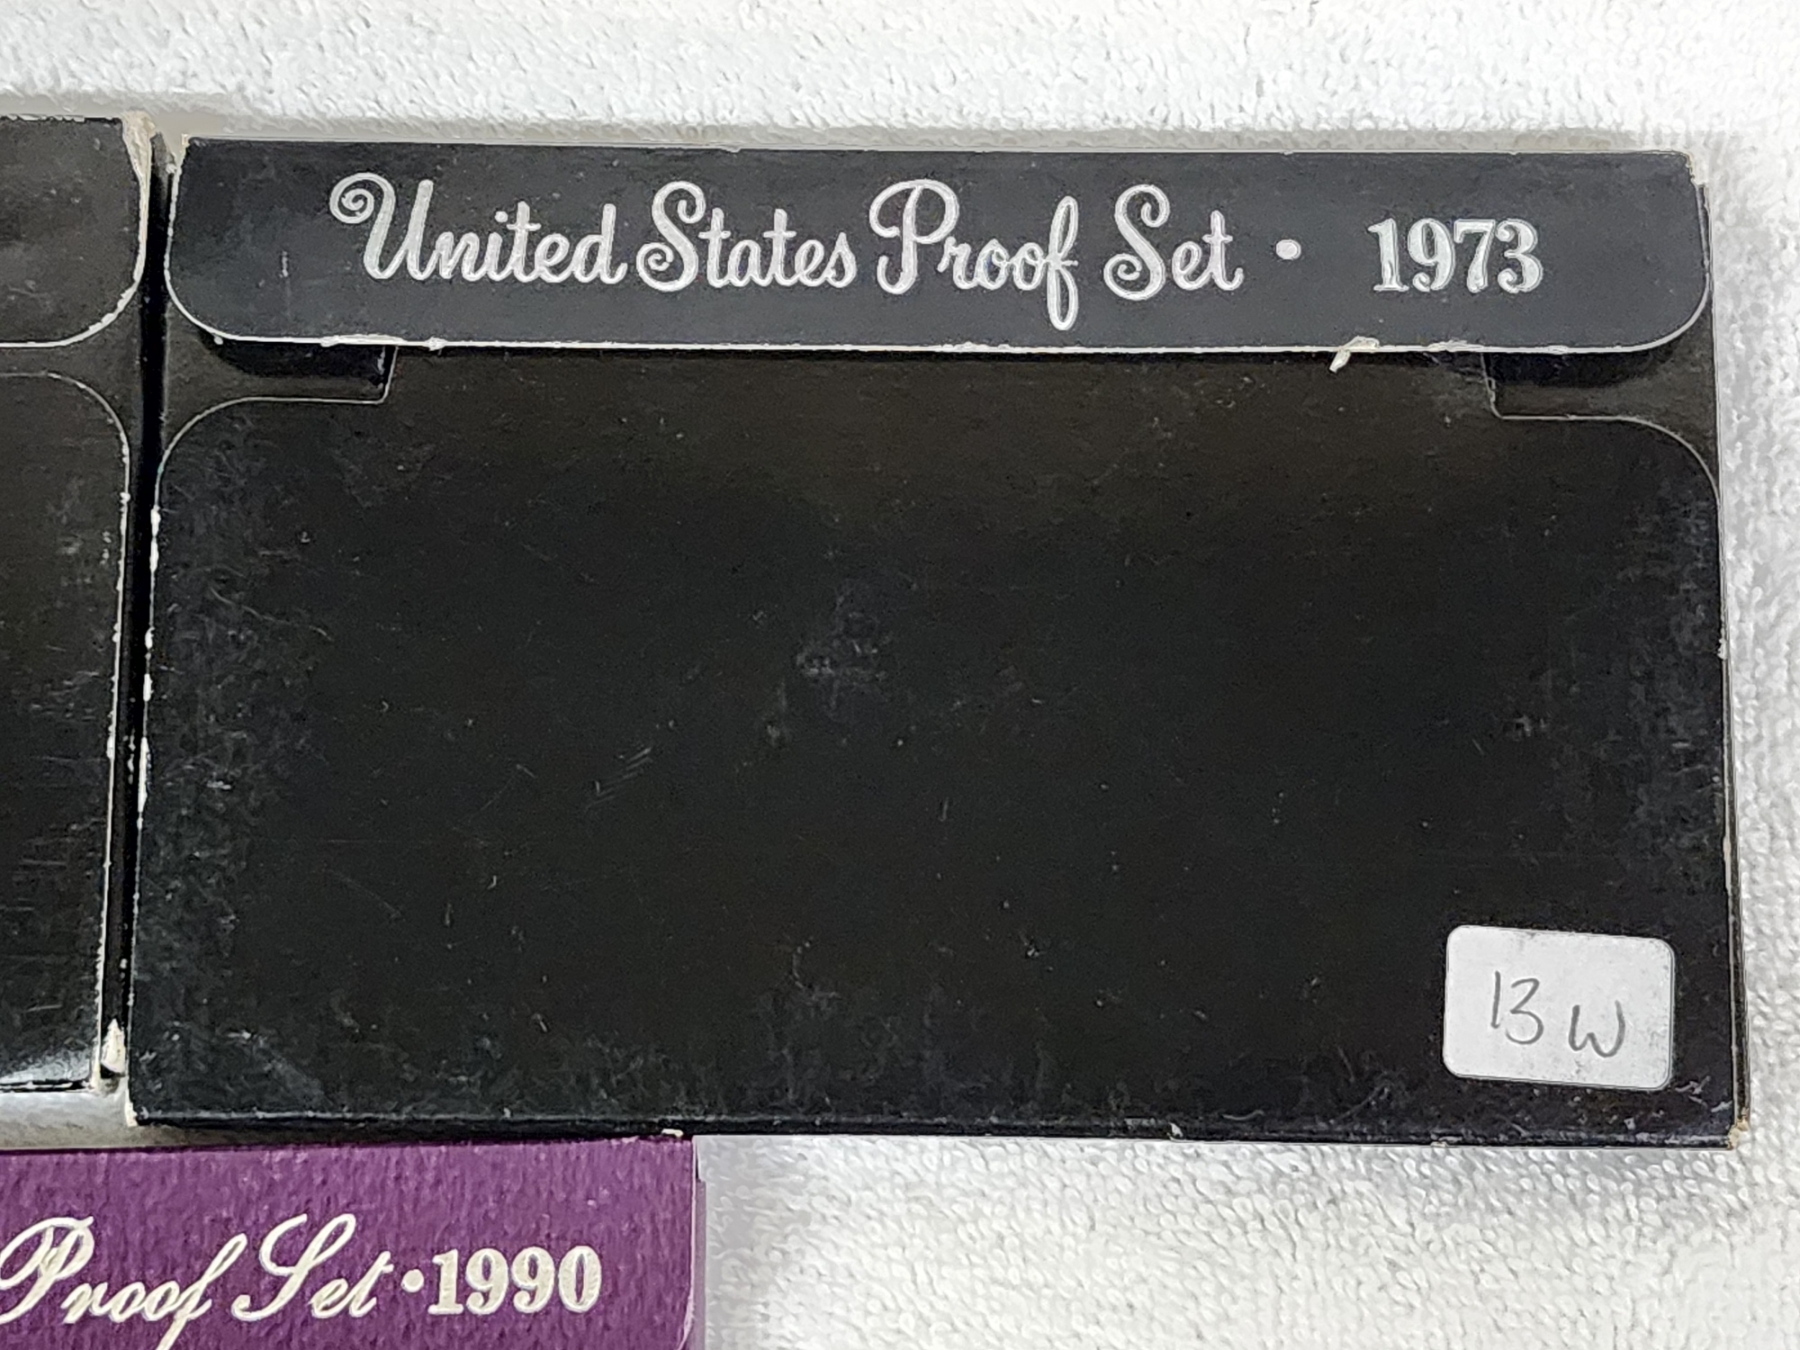 United States Proof Set • 1973
13 W
Proof Set • 1990